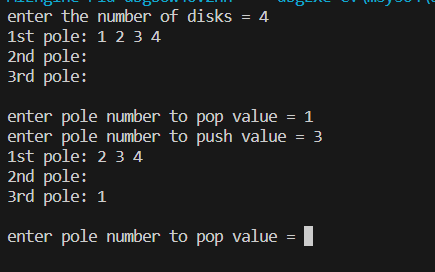 enter the number of disks = 4
1st pole: 1 2 3 4
2nd pole:
3rd pole:
enter pole number to pop value = 1
enter pole number to push value = 3
1st pole: 2 3 4
2nd pole:
3rd pole: 1
enter pole number to pop value =